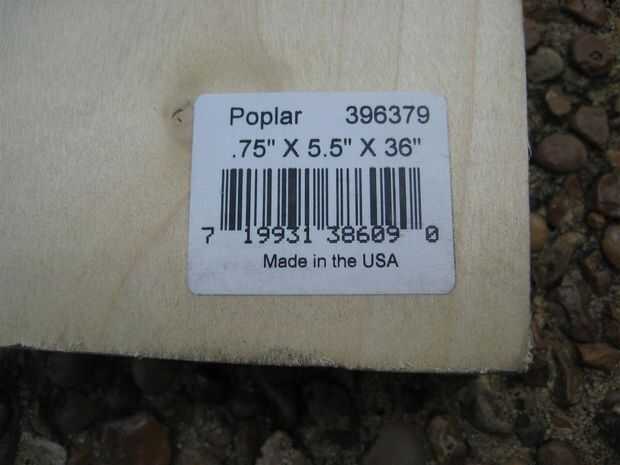 Poplar 396379
.75" X 5.5" X 36"
7 19931 38609 0
Made in the USA